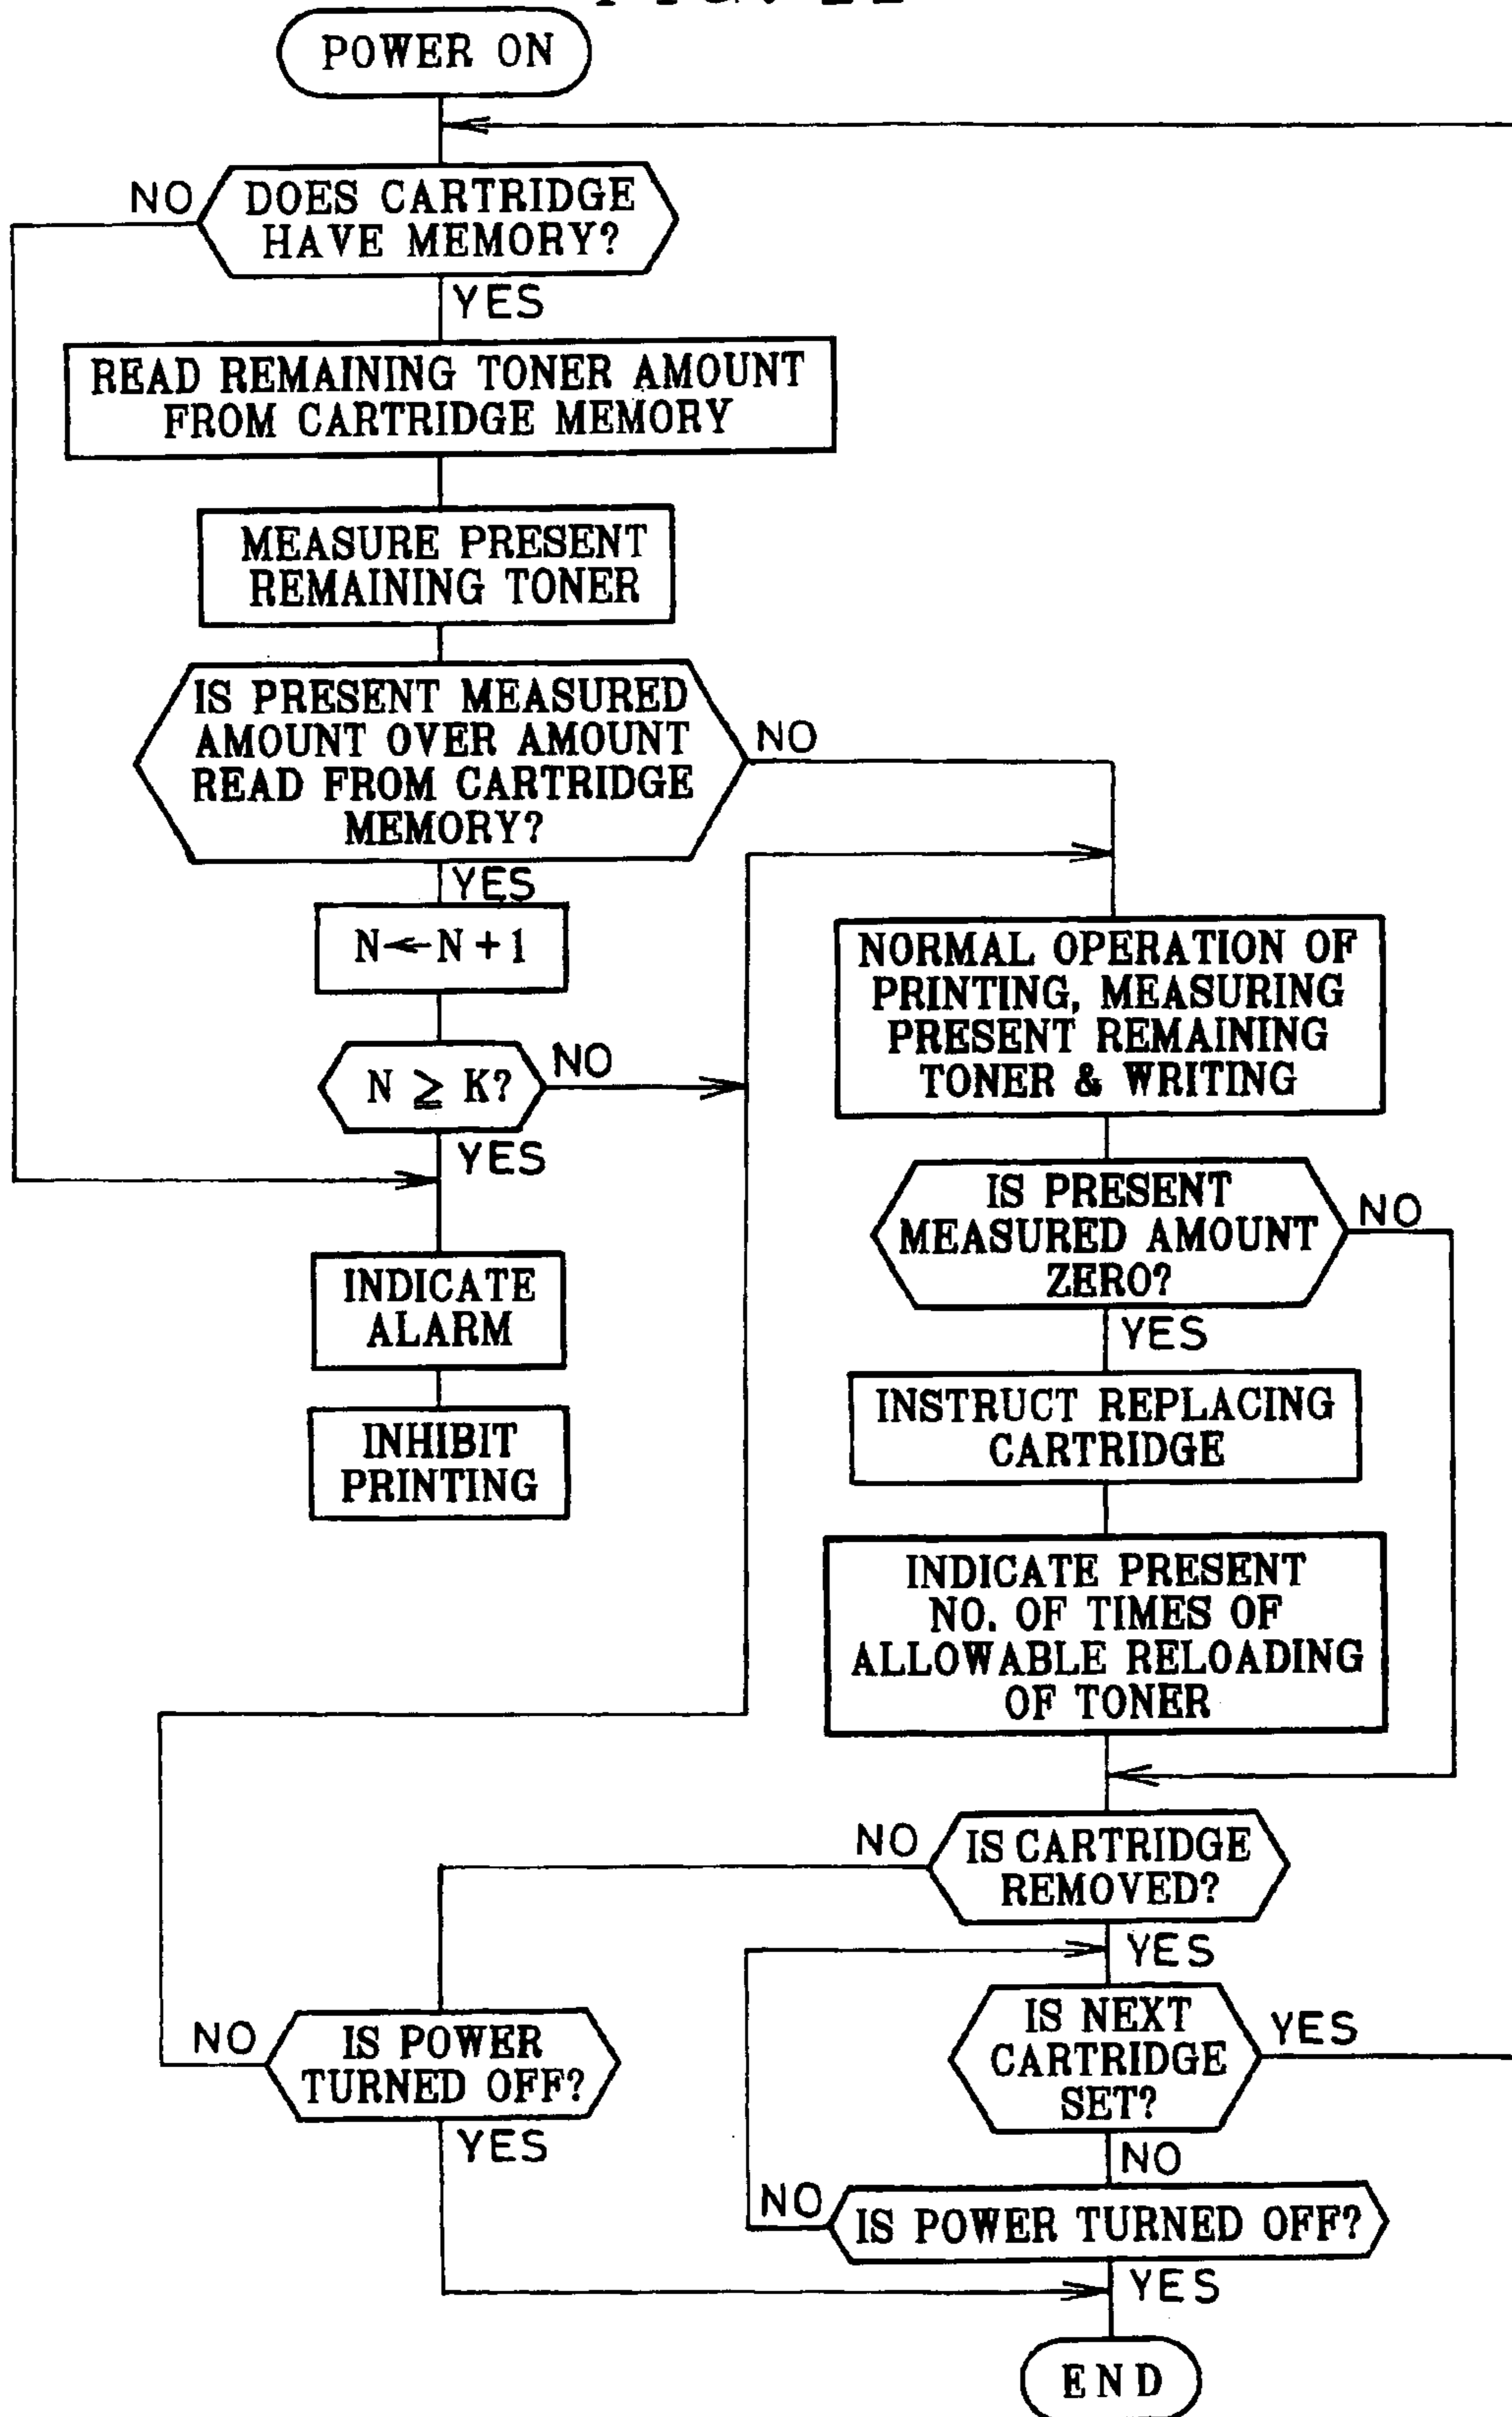 POWER ON
NO
DOES CARTRIDGE
HAVE MEMORY?
YES
READ REMAINING TONER AMOUNT
FROM CARTRIDGE MEMORY
MEASURE PRESENT
REMAINING TONER
IS PRESENT MEASURED
AMOUNT OVER AMOUNT
READ FROM CARTRIDGE
MEMORY?
NO
YES
N←N+1
N ≧ K?
NO
YES
INDICATE
ALARM
INHIBIT
PRINTING
NORMAL OPERATION OF
PRINTING, MEASURING
PRESENT REMAINING
TONER & WRITING
IS PRESENT
MEASURED AMOUNT
ZERO?
NO
YES
INSTRUCT REPLACING
CARTRIDGE
INDICATE PRESENT
NO. OF TIMES OF
ALLOWABLE RELOADING
OF TONER
NO
IS CARTRIDGE
REMOVED?
YES
NO
IS POWER
TURNED OFF?
YES
IS NEXT
CARTRIDGE
SET?
YES
NO
NO
IS POWER TURNED OFF?
YES
END